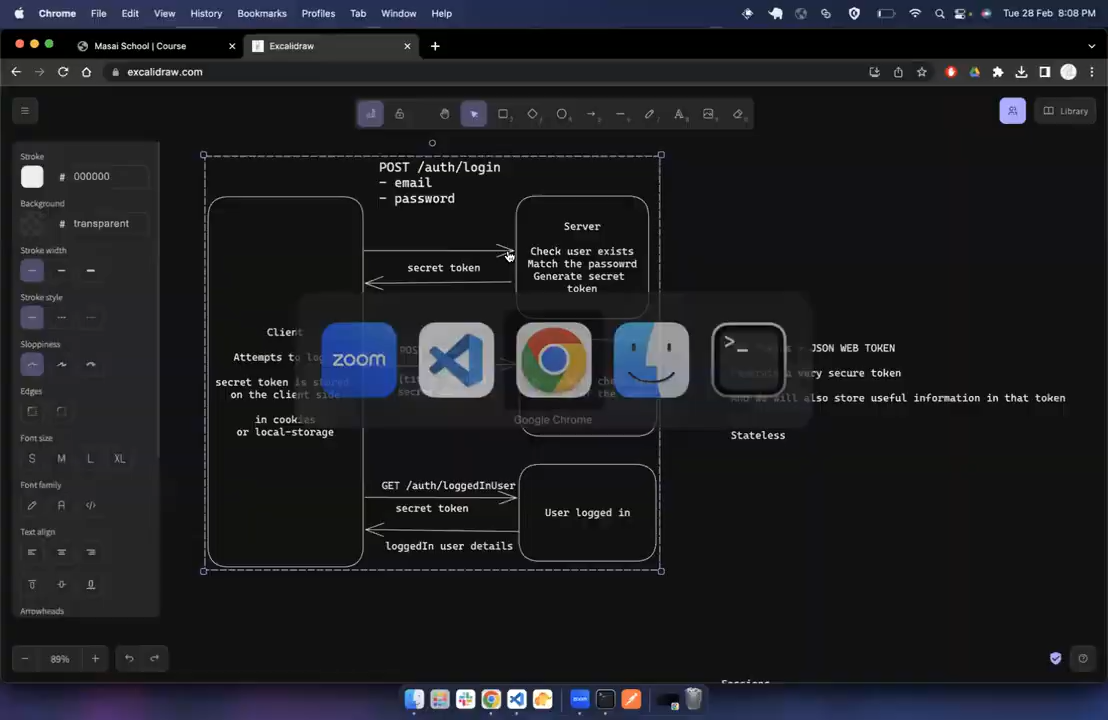 Chrome File Edit View History Bookmarks Profiles Tab Window Help Tue 28 Feb 8:08 PM
Masai School | Course
Excalidraw
excalidraw.com
Library
Stroke
# 000000
Background
# transparent
Stroke width
Stroke style
Sloppiness
Edges
Font size
S M L XL
Font family
Text align
Arrowheads
89%
POST /auth/login
- email
- password
Server
Check user exists
Match the passowrd
Generate secret
token
secret token
Client
Attempts to
secret token is stored
on the client side
in cookies
or local-storage
POS
zoom
Google Chrome
JSON WEB TOKEN
very secure token
And we will also store useful information in that token
Stateless
GET /auth/loggedInUser
secret token
loggedIn user details
User logged in
Sessions